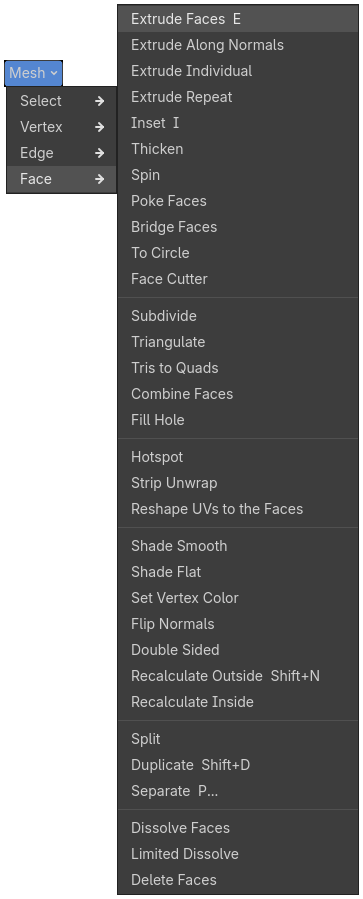 Mesh
Select
Vertex
Edge
Face
Extrude Faces E
Extrude Along Normals
Extrude Individual
Extrude Repeat
Inset I
Thicken
Spin
Poke Faces
Bridge Faces
To Circle
Face Cutter
Subdivide
Triangulate
Tris to Quads
Combine Faces
Fill Hole
Hotspot
Strip Unwrap
Reshape UVs to the Faces
Shade Smooth
Shade Flat
Set Vertex Color
Flip Normals
Double Sided
Recalculate Outside Shift+N
Recalculate Inside
Split
Duplicate Shift+D
Separate P...
Dissolve Faces
Limited Dissolve
Delete Faces